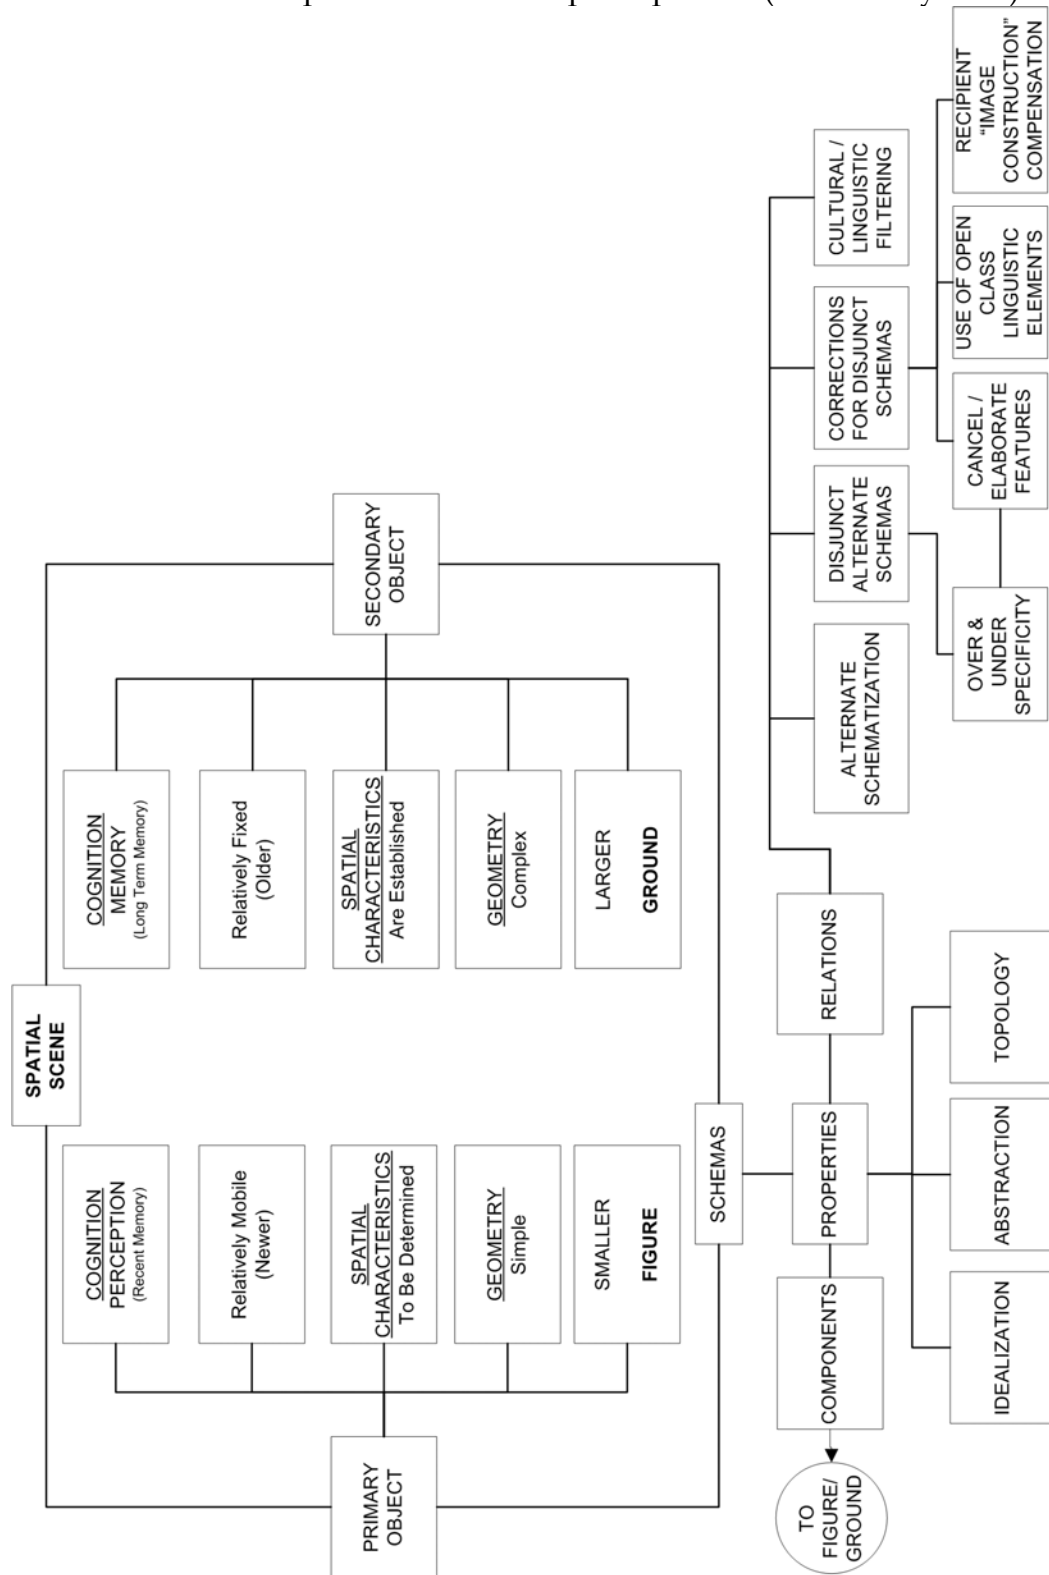 SPATIAL
SCENE
PRIMARY
OBJECT
COGNITION
PERCEPTION
(Recent Memory)
Relatively Mobile
(Newer)
SPATIAL
CHARACTERISTICS
To Be Determined
GEOMETRY
Simple
SMALLER
FIGURE
COGNITION
MEMORY
(Long Term Memory)
Relatively Fixed
(Older)
SPATIAL
CHARACTERISTICS
Are Established
GEOMETRY
Complex
LARGER
GROUND
SECONDARY
OBJECT
SCHEMAS
TO
FIGURE/
GROUND
COMPONENTS
PROPERTIES
RELATIONS
IDEALIZATION
ABSTRACTION
TOPOLOGY
ALTERNATE
SCHEMATIZATION
DISJUNCT
ALTERNATE
SCHEMAS
CORRECTIONS
FOR DISJUNCT
SCHEMAS
CULTURAL /
LINGUISTIC
FILTERING
OVER &
UNDER
SPECIFICITY
CANCEL /
ELABORATE
FEATURES
USE OF OPEN
CLASS
LINGUISTIC
ELEMENTS
RECIPIENT
“IMAGE
CONSTRUCTION”
COMPENSATION